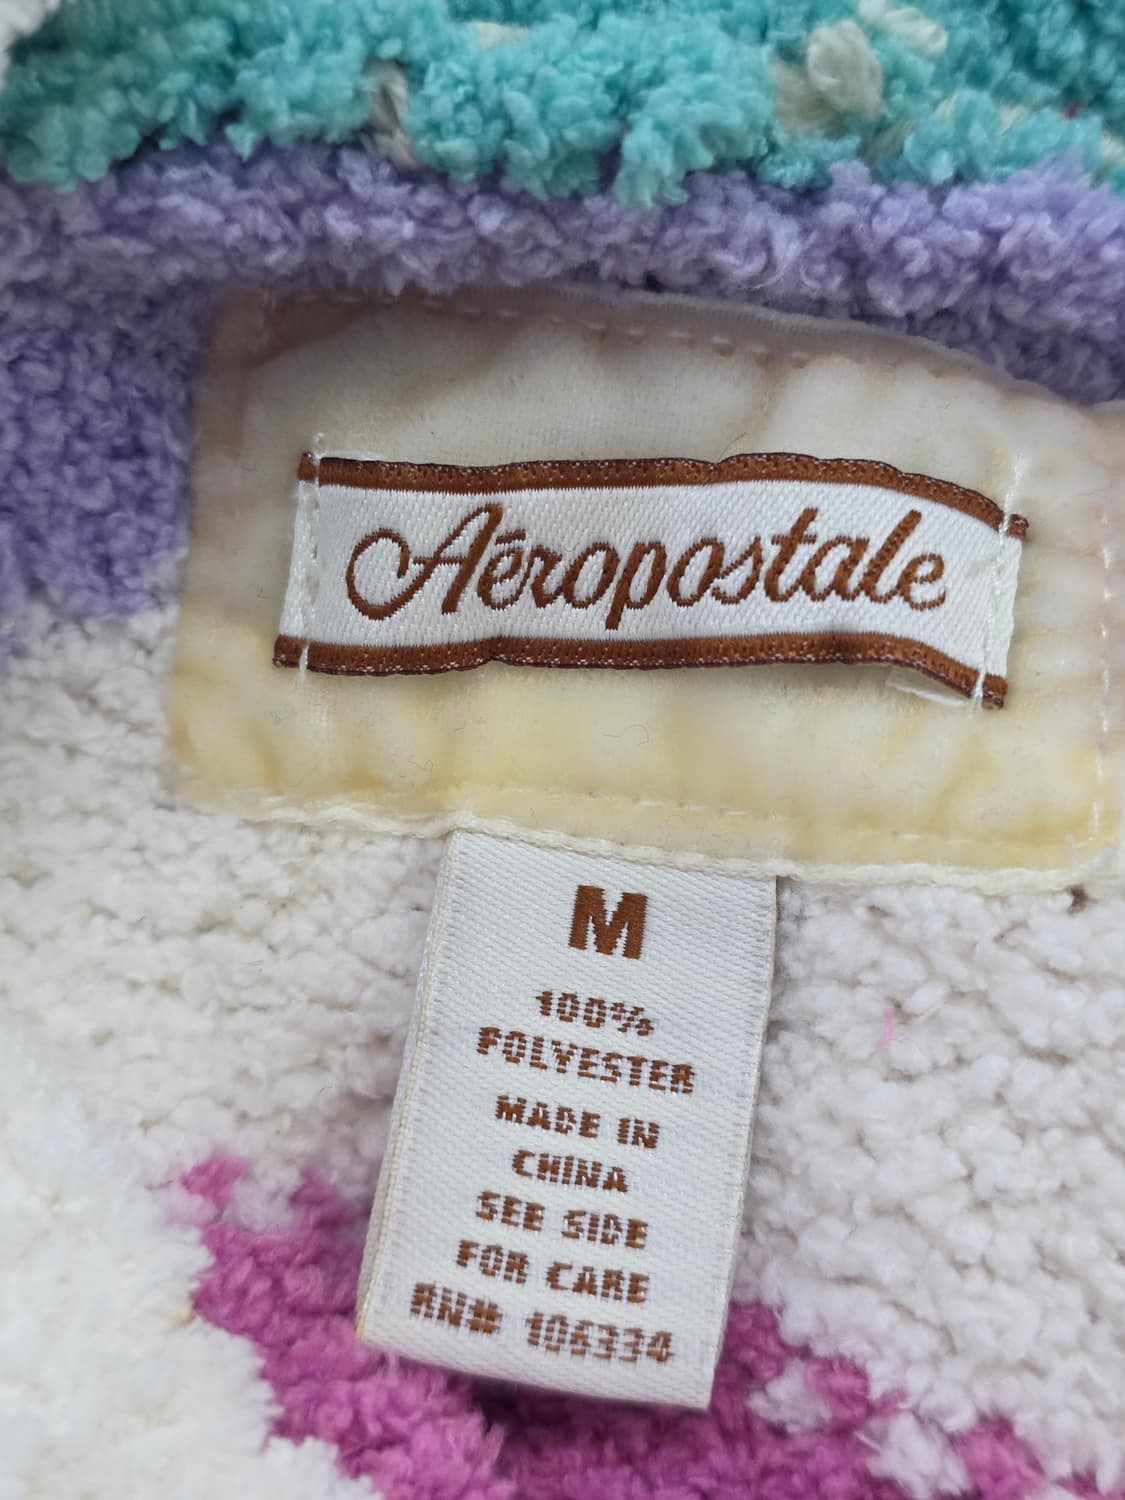 Aéropostale
M
100%
POLYESTER
MADE IN
CHINA
SEE SIDE
FOR CARE
RN# 106334